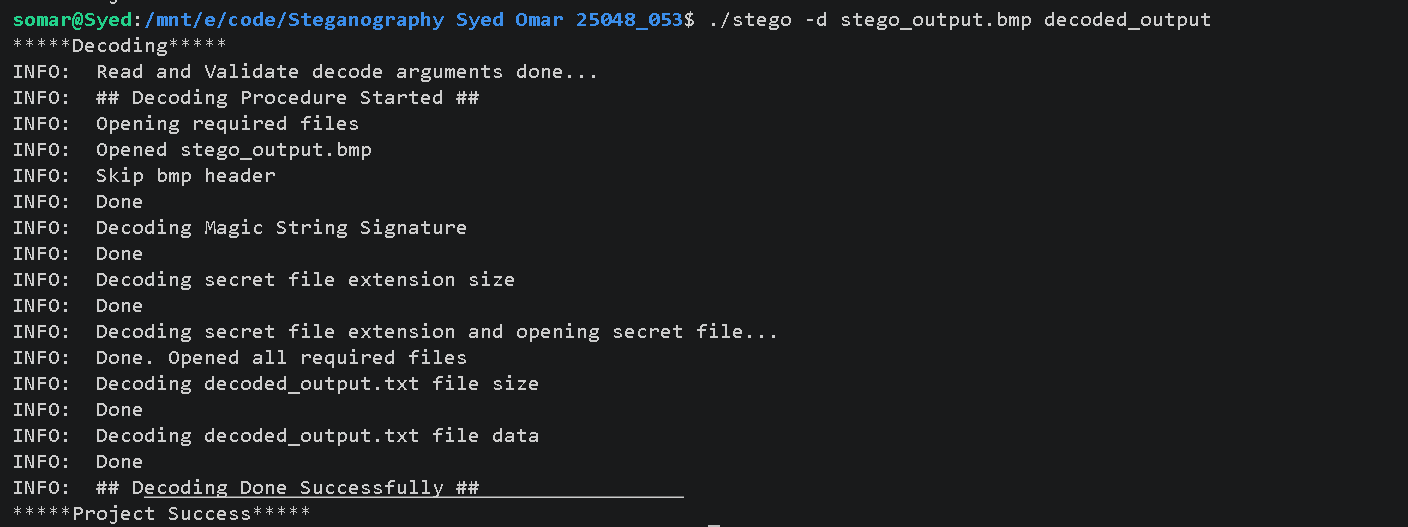 somar@Syed:/mnt/e/code/Steganography Syed Omar 25048_053$ ./stego -d stego_output.bmp decoded_output
*****Decoding*****
INFO:  Read and Validate decode arguments done...
INFO:  ## Decoding Procedure Started ##
INFO:  Opening required files
INFO:  Opened stego_output.bmp
INFO:  Skip bmp header
INFO:  Done
INFO:  Decoding Magic String Signature
INFO:  Done
INFO:  Decoding secret file extension size
INFO:  Done
INFO:  Decoding secret file extension and opening secret file...
INFO:  Done. Opened all required files
INFO:  Decoding decoded_output.txt file size
INFO:  Done
INFO:  Decoding decoded_output.txt file data
INFO:  Done
INFO:  ## Decoding Done Successfully ##
*****Project Success*****